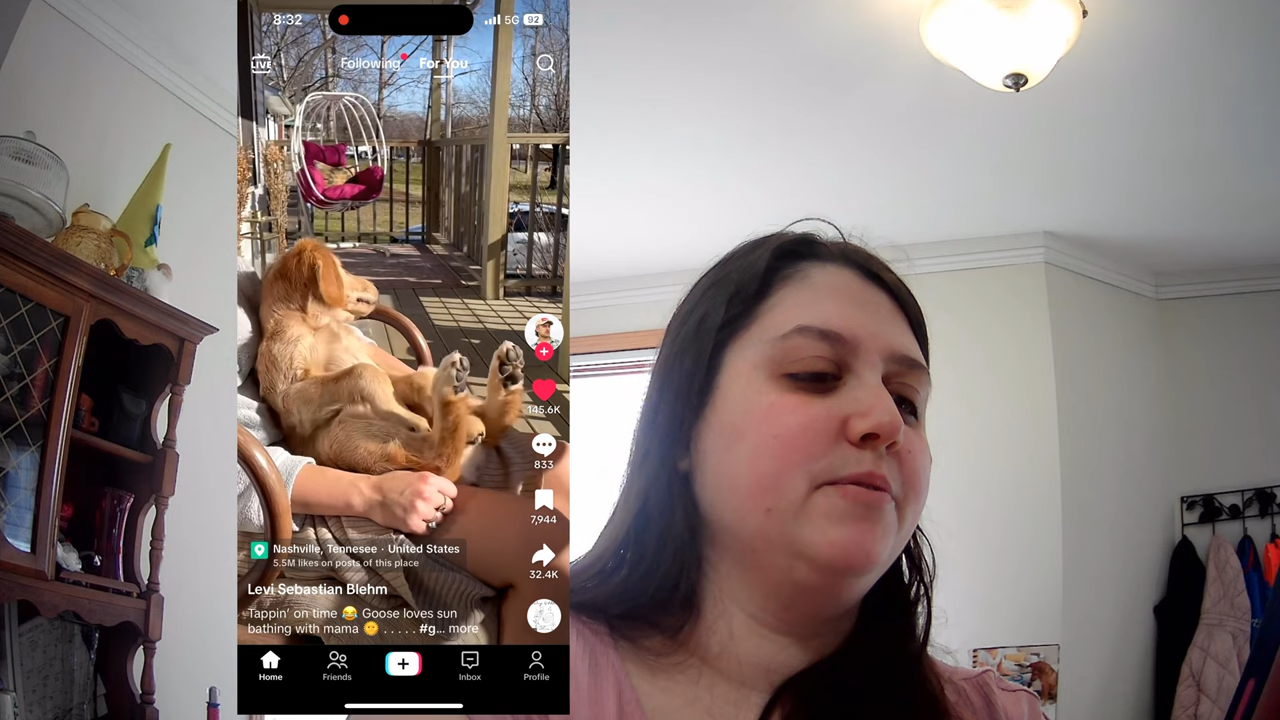 8:32
5G 92
LIVE
Following
For You
145.6K
833
7,944
32.4K
Nashville, Tennesee · United States
5.5M likes on posts of this place
Levi Sebastian Blehm
Tappin' on time 😂 Goose loves sun
bathing with mama 🌞 . . . . . #g... more
Home
Friends
Inbox
Profile